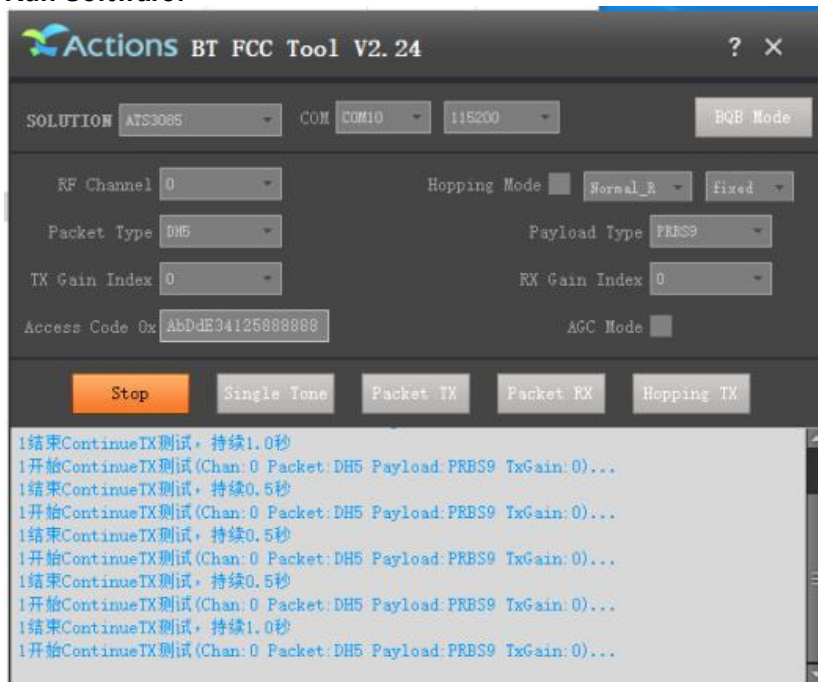 Actions BT FCC Tool V2.24 ? ×
SOLUTION ATS3085 COM COM10 115200 BQB Mode
RF Channel 0 Hopping Mode Normal_R fixed
Packet Type DH5 Payload Type PRBS9
TX Gain Index 0 RX Gain Index 0
Access Code 0x AbDdE34125888888 AGC Mode
Stop Single Tone Packet TX Packet RX Hopping TX
1结束ContinueTX测试，持续1.0秒
1开始ContinueTX测试(Chan:0 Packet:DH5 Payload:PRBS9 TxGain:0)...
1结束ContinueTX测试，持续0.5秒
1开始ContinueTX测试(Chan:0 Packet:DH5 Payload:PRBS9 TxGain:0)...
1结束ContinueTX测试，持续0.5秒
1开始ContinueTX测试(Chan:0 Packet:DH5 Payload:PRBS9 TxGain:0)...
1结束ContinueTX测试，持续0.5秒
1开始ContinueTX测试(Chan:0 Packet:DH5 Payload:PRBS9 TxGain:0)...
1结束ContinueTX测试，持续1.0秒
1开始ContinueTX测试(Chan:0 Packet:DH5 Payload:PRBS9 TxGain:0)...